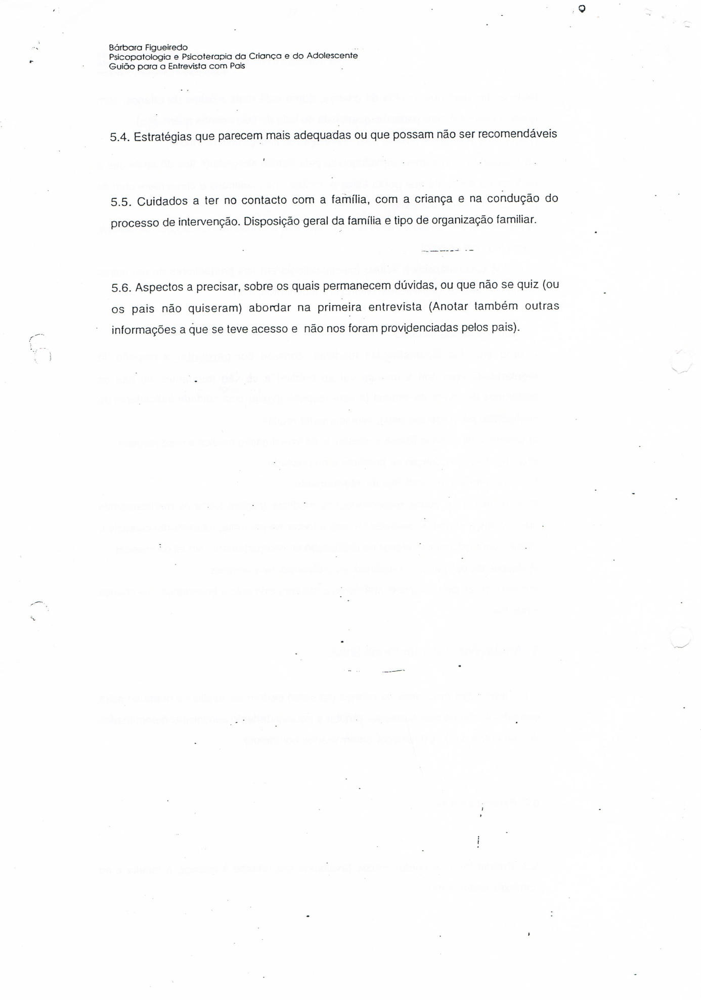 Bárbara Figueiredo
Psicopatologia e Psicoterapia da Criança e do Adolescente
Guião para a Entrevista com Pais
5.4. Estratégias que parecem mais adequadas ou que possam não ser recomendáveis
5.5. Cuidados a ter no contacto com a família, com a criança e na condução do
processo de intervenção. Disposição geral da família e tipo de organização familiar.
5.6. Aspectos a precisar, sobre os quais permanecem dúvidas, ou que não se quiz (ou
os pais não quiseram) abordar na primeira entrevista (Anotar também outras
informações a que se teve acesso e não nos foram providenciadas pelos pais).